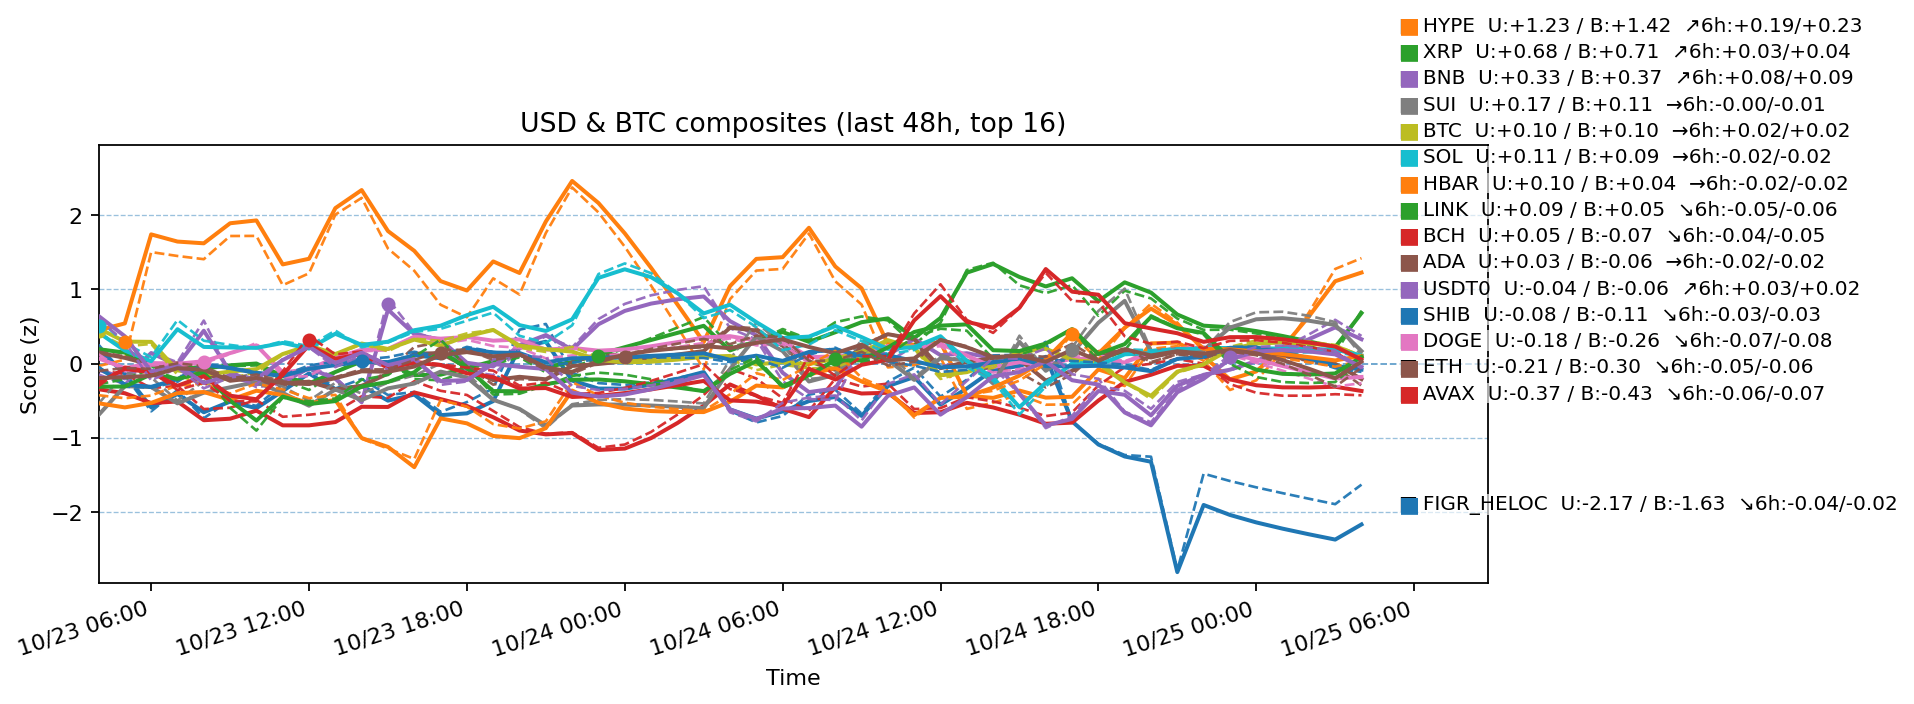 HYPE  U:+1.23 / B:+1.42  ↗6h:+0.19/+0.23
XRP  U:+0.68 / B:+0.71  ↗6h:+0.03/+0.04
BNB  U:+0.33 / B:+0.37  ↗6h:+0.08/+0.09
SUI  U:+0.17 / B:+0.11  →6h:-0.00/-0.01
USD & BTC composites (last 48h, top 16)
BTC  U:+0.10 / B:+0.10  →6h:+0.02/+0.02
SOL  U:+0.11 / B:+0.09  →6h:-0.02/-0.02
HBAR  U:+0.10 / B:+0.04  →6h:-0.02/-0.02
LINK  U:+0.09 / B:+0.05  ↘6h:-0.05/-0.06
BCH  U:+0.05 / B:-0.07  ↘6h:-0.04/-0.05
ADA  U:+0.03 / B:-0.06  →6h:-0.02/-0.02
USDT0  U:-0.04 / B:-0.06  ↗6h:+0.03/+0.02
SHIB  U:-0.08 / B:-0.11  ↘6h:-0.03/-0.03
DOGE  U:-0.18 / B:-0.26  ↘6h:-0.07/-0.08
ETH  U:-0.21 / B:-0.30  ↘6h:-0.05/-0.06
AVAX  U:-0.37 / B:-0.43  ↘6h:-0.06/-0.07
FIGR_HELOC  U:-2.17 / B:-1.63  ↘6h:-0.04/-0.02
Score (z)
2
1
0
−1
−2
10/23 06:00
10/23 12:00
10/23 18:00
10/24 00:00
10/24 06:00
10/24 12:00
10/24 18:00
10/25 00:00
10/25 06:00
Time